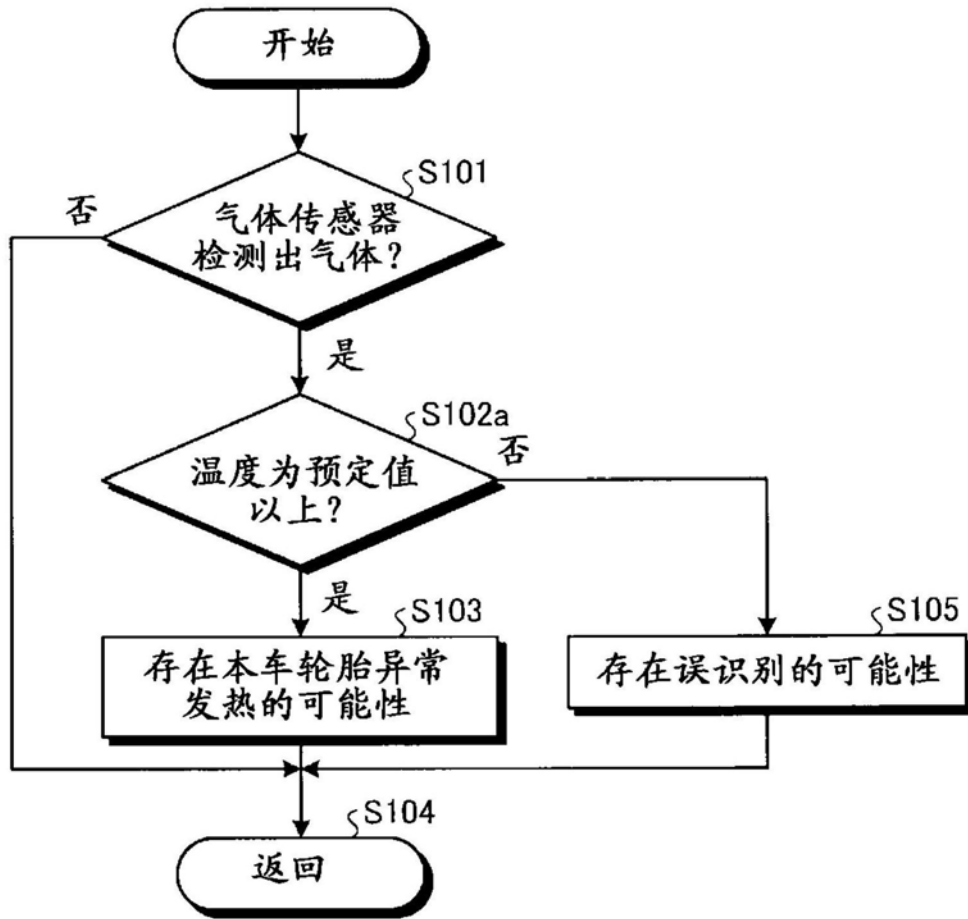 开始
S101
否
气体传感器
检测出气体?
是
S102a
否
温度为预定值
以上?
是
S103
S105
存在本车轮胎异常
发热的可能性
存在误识别的可能性
S104
返回